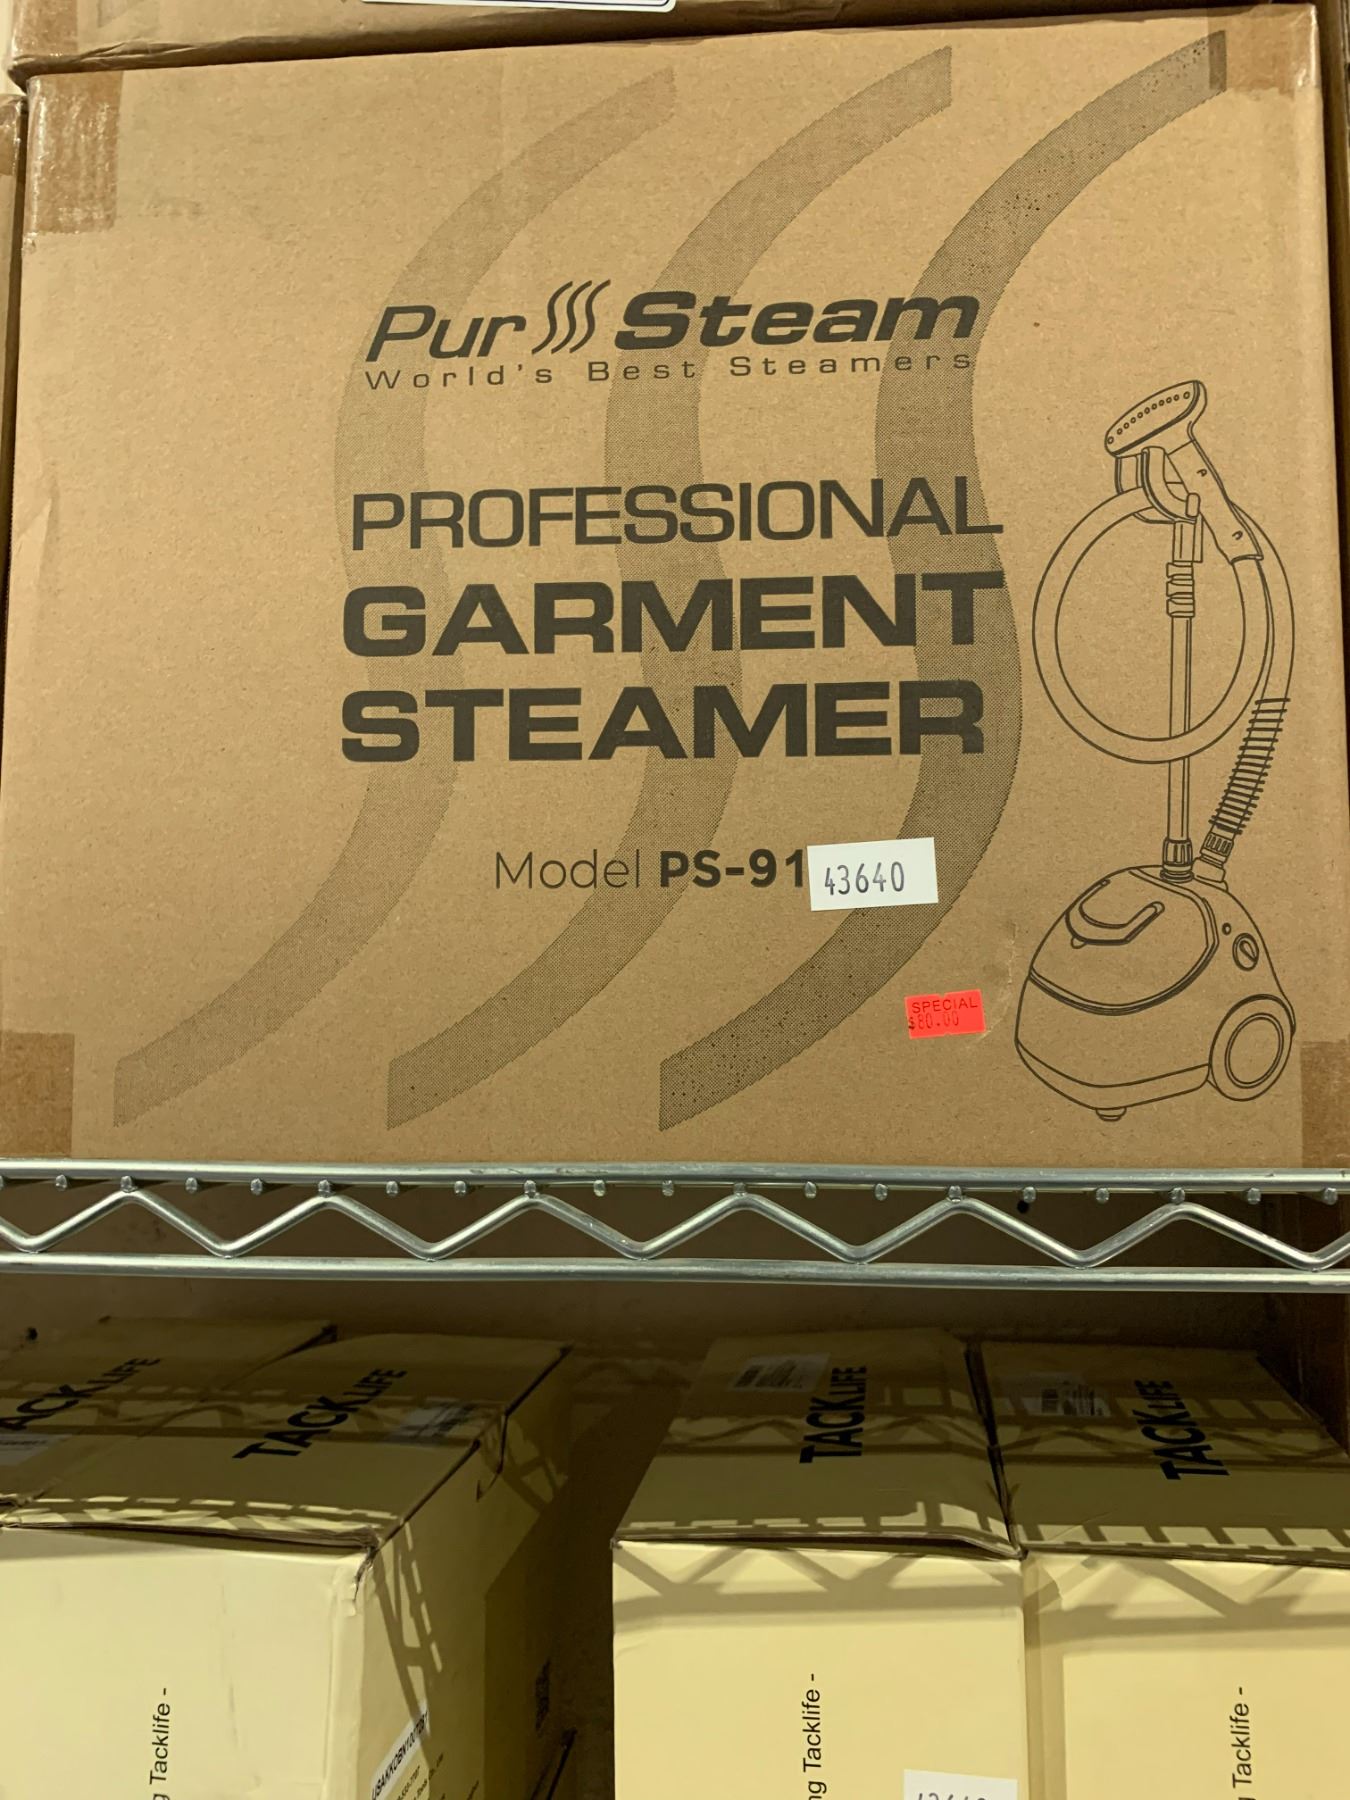 Pur Steam
World's Best Steamers
PROFESSIONAL
GARMENT
STEAMER
Model PS-91
43640
SPECIAL
$80.00
TACKLIFE
TACKLIFE
TACKLIFE
Tacklife -
Tacklife -
Tacklife -